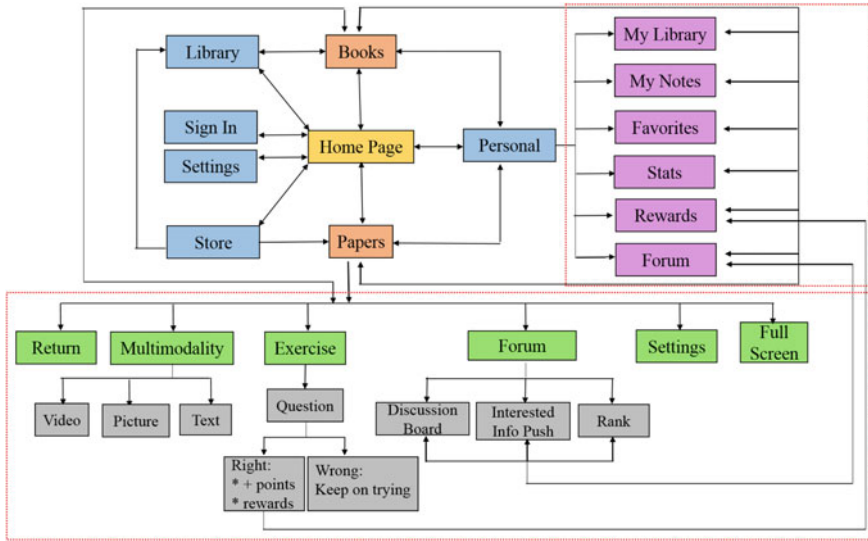 Library
Books
My Library
My Notes
Sign In
Home Page
Personal
Favorites
Settings
Stats
Store
Papers
Rewards
Forum
Return
Multimodality
Exercise
Forum
Settings
Full
Screen
Video
Picture
Text
Question
Discussion
Board
Interested
Info Push
Rank
Right:
* + points
* rewards
Wrong:
Keep on trying